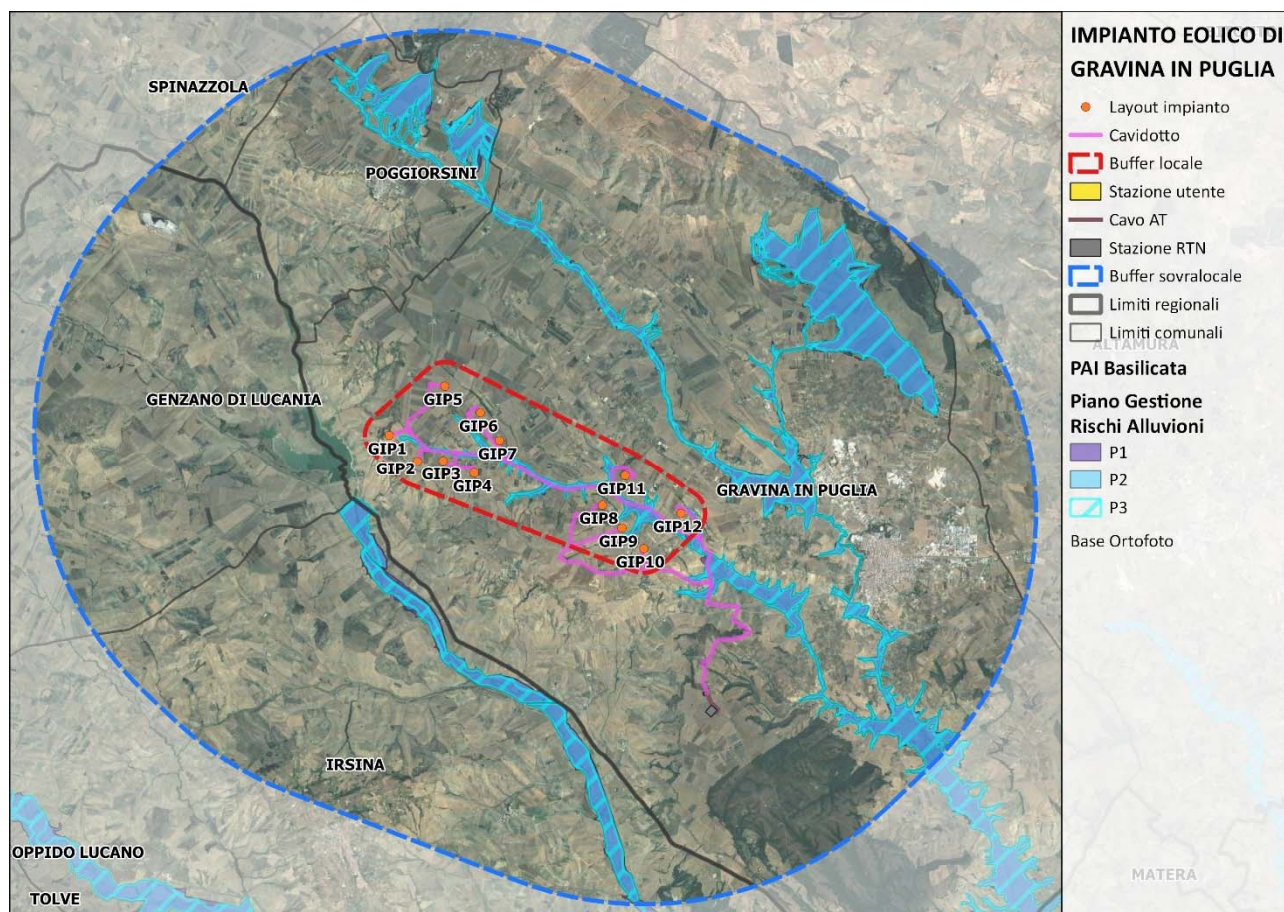 IMPIANTO EOLICO DI
GRAVINA IN PUGLIA
Layout impianto
Cavidotto
Buffer locale
Stazione utente
Cavo AT
Stazione RTN
Buffer sovralocale
Limiti regionali
Limiti comunali
ALTAMURA
PAI Basilicata
Piano Gestione
Rischi Alluvioni
P1
P2
P3
Base Ortofoto
MATERA
SPINAZZOLA
POGGIORSINI
GENZANO DI LUCANIA
GIP5
GIP6
GIP1
GIP7
GIP2
GIP3
GIP4
GIP11
GRAVINA IN PUGLIA
GIP8
GIP12
GIP9
GIP10
IRSINA
OPPIDO LUCANO
TOLVE